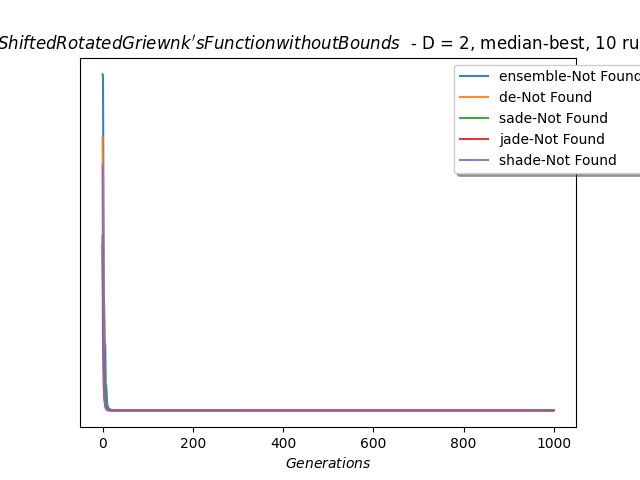 ShiftedRotatedGriewnk'sFunctionwithoutBounds - D = 2, median-best, 10 ru
ensemble-Not Found
de-Not Found
sade-Not Found
jade-Not Found
shade-Not Found
0 200 400 600 800 1000
Generations